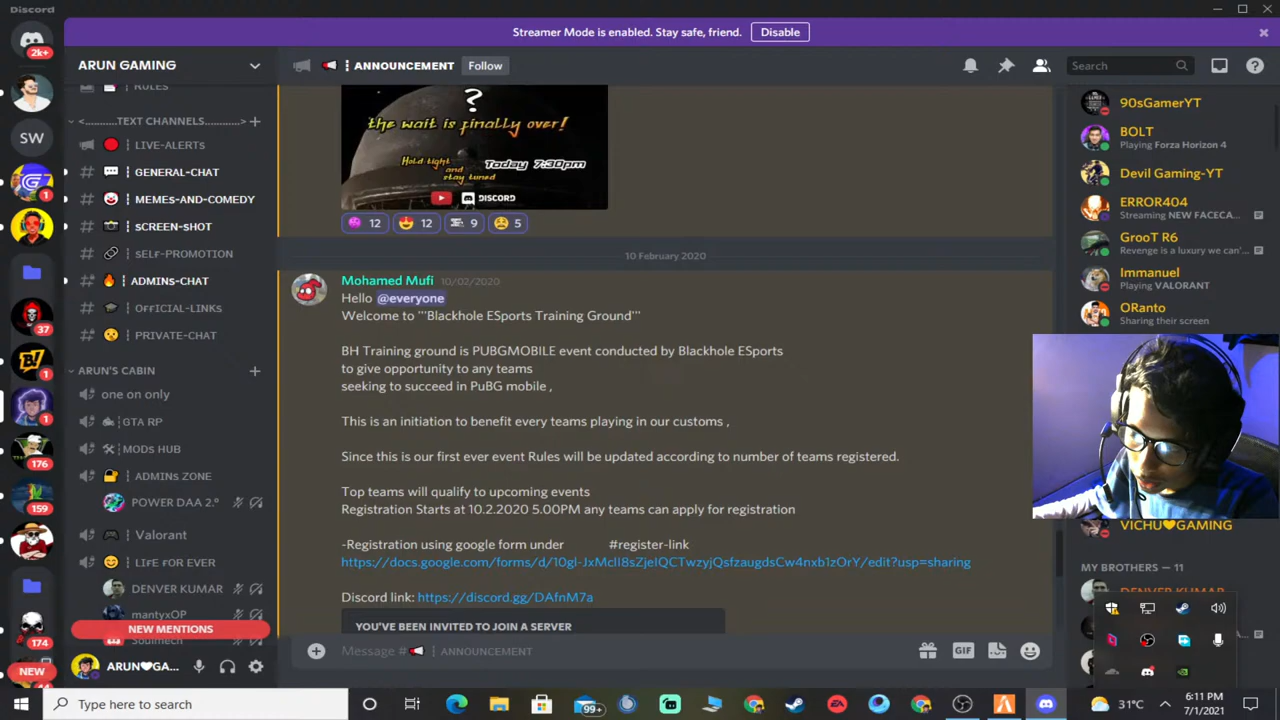 Discord
Streamer Mode is enabled. Stay safe, friend.
Disable
2k+
SW
1
37
1
1
176
159
174
NEW
ARUN GAMING
RULES
<............TEXT CHANNELS............>
LIVE-ALERTS
GENERAL-CHAT
MEMES-AND-COMEDY
sCREEN-sHOT
sELF-PROMOTION
ADMINs-CHAT
OFFICIAL-LINKs
PRIVATE-CHAT
ARUN'S CABIN
one on only
GTA RP
MODs HUB
ADMINs ZONE
POWER DAA 2.º
Valorant
LIFE FOR EVER
DENVER KUMAR
mantyxOP
Soulmech
NEW MENTIONS
ARUN♥GA...
ANNOUNCEMENT
Follow
Search
?
the wait is finally over!
Hold tight
and
stay tuned
Today 7:30pm
DISCORD
12
12
9
5
10 February 2020
Mohamed Mufi 10/02/2020
Hello @everyone
Welcome to '''Blackhole ESports Training Ground'''
BH Training ground is PUBGMOBILE event conducted by Blackhole ESports
to give opportunity to any teams
seeking to succeed in PuBG mobile ,
This is an initiation to benefit every teams playing in our customs ,
Since this is our first ever event Rules will be updated according to number of teams registered.
Top teams will qualify to upcoming events
Registration Starts at 10.2.2020 5.00PM any teams can apply for registration
-Registration using google form under #register-link
https://docs.google.com/forms/d/10gl-JxMclI8sZjeIQCTwzyjQsfzaugdsCw4nxb1zOrY/edit?usp=sharing
Discord link: https://discord.gg/DAfnM7a
YOU'VE BEEN INVITED TO JOIN A SERVER
Message # ANNOUNCEMENT
GIF
90sGamerYT
BOLT
Playing Forza Horizon 4
Devil Gaming-YT
ERROR404
Streaming NEW FACECA...
GrooT R6
Revenge is a luxury we can'...
Immanuel
Playing VALORANT
ORanto
Sharing their screen
VICHU♥GAMING
MY BROTHERS — 11
DENVER KUMAR
Type here to search
99+
31°C
6:11 PM
7/1/2021